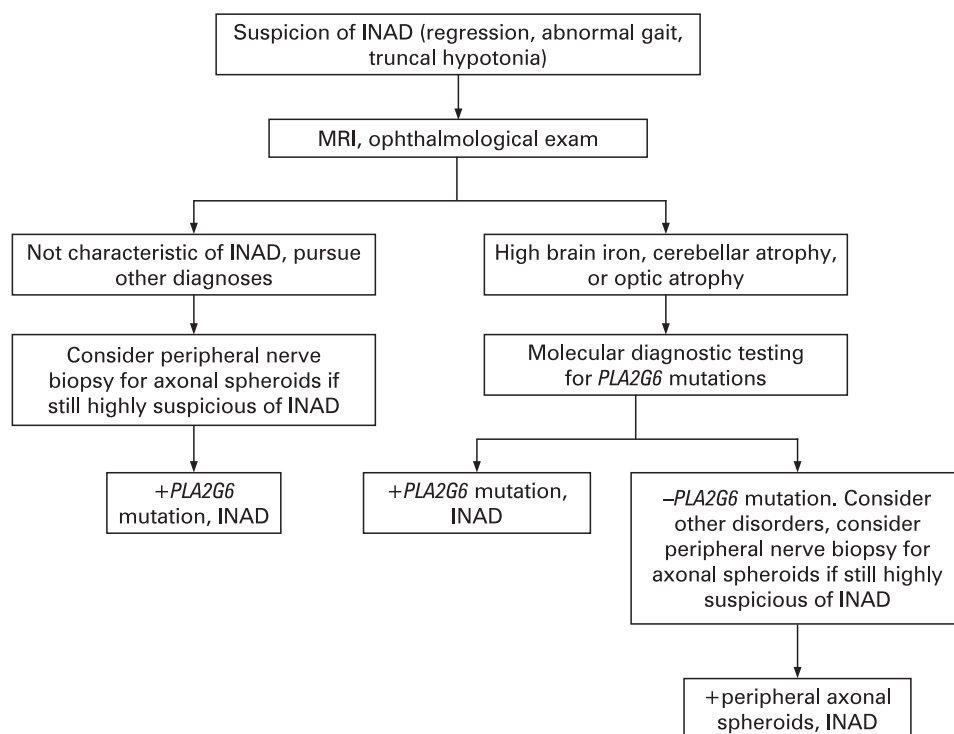 Suspicion of INAD (regression, abnormal gait,
truncal hypotonia)
MRI, ophthalmological exam
Not characteristic of INAD, pursue
other diagnoses
High brain iron, cerebellar atrophy,
or optic atrophy
Consider peripheral nerve
biopsy for axonal spheroids if
still highly suspicious of INAD
Molecular diagnostic testing
for PLA2G6 mutations
+PLA2G6
mutation, INAD
+PLA2G6 mutation,
INAD
–PLA2G6 mutation. Consider
other disorders, consider
peripheral nerve biopsy for
axonal spheroids if still highly
suspicious of INAD
+peripheral axonal
spheroids, INAD